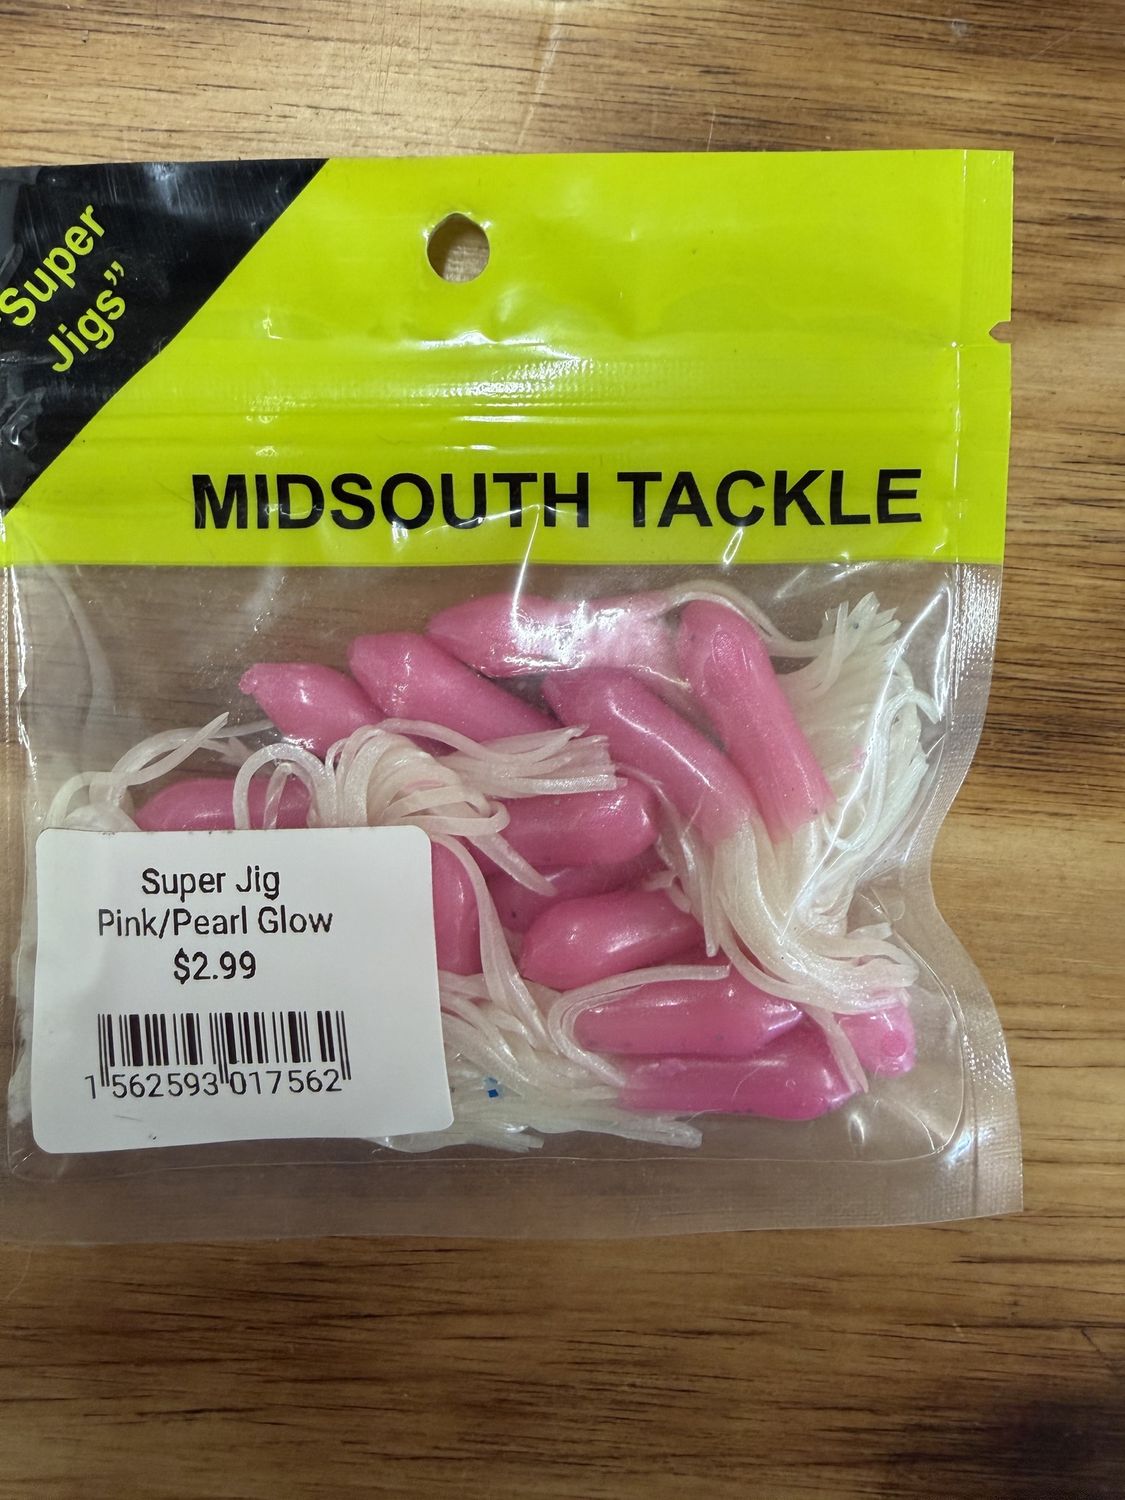 "Super
Jigs”
MIDSOUTH TACKLE
Super Jig
Pink/Pearl Glow
$2.99
1 562593 017562